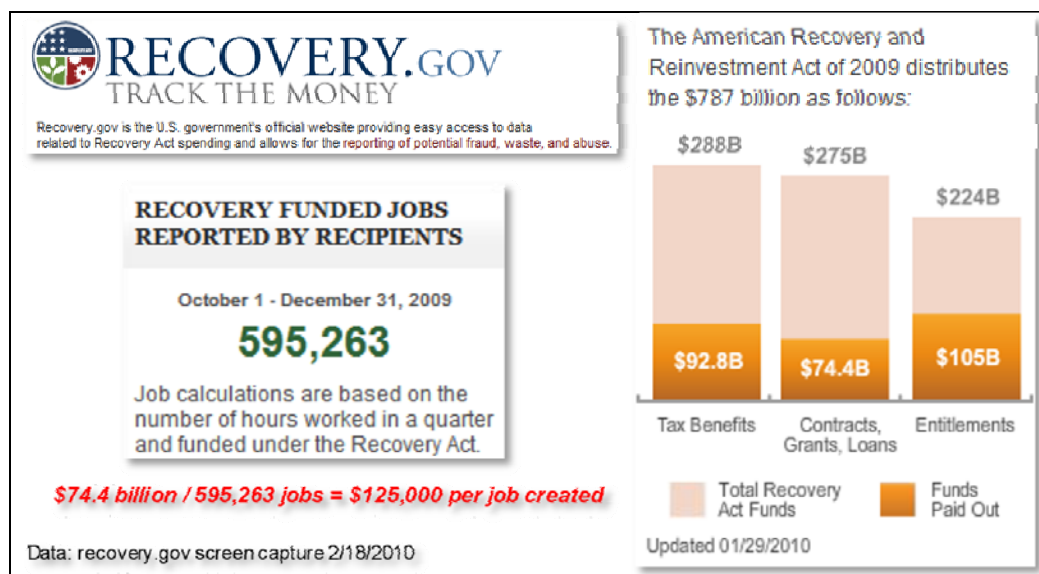 RECOVERY.GOV
TRACK THE MONEY
Recovery.gov is the U.S. government's official website providing easy access to data
related to Recovery Act spending and allows for the reporting of potential fraud, waste, and abuse.
RECOVERY FUNDED JOBS
REPORTED BY RECIPIENTS
October 1 - December 31, 2009
595,263
Job calculations are based on the
number of hours worked in a quarter
and funded under the Recovery Act.
$74.4 billion / 595,263 jobs = $125,000 per job created
Data: recovery.gov screen capture 2/18/2010
The American Recovery and
Reinvestment Act of 2009 distributes
the $787 billion as follows:
$288B
$275B
$224B
$92.8B
$74.4B
$105B
Tax Benefits
Contracts,
Grants, Loans
Entitlements
Total Recovery
Act Funds
Funds
Paid Out
Updated 01/29/2010